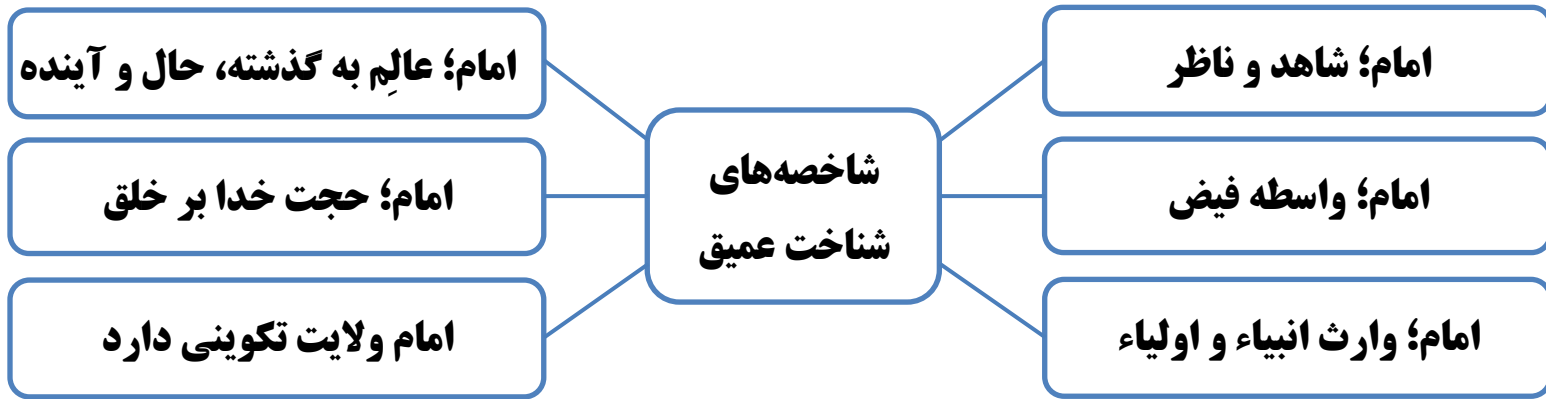 امام؛ شاهد و ناظر
امام؛ واسطه فیض
امام؛ وارث انبیاء و اولیاء
شاخصه‌های
شناخت عمیق
امام؛ عالِم به گذشته، حال و آینده
امام؛ حجت خدا بر خلق
امام ولایت تکوینی دارد